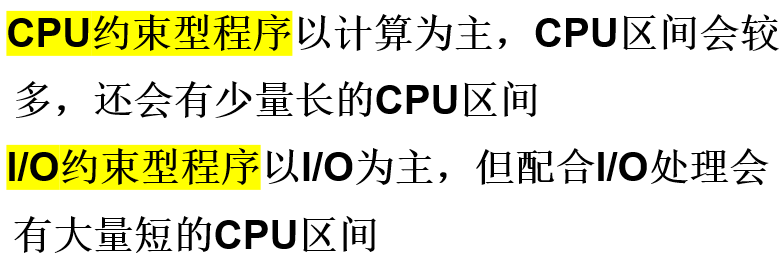 CPU约束型程序以计算为主，CPU区间会较
多，还会有少量长的CPU区间
I/O约束型程序以I/O为主，但配合I/O处理会
有大量短的CPU区间